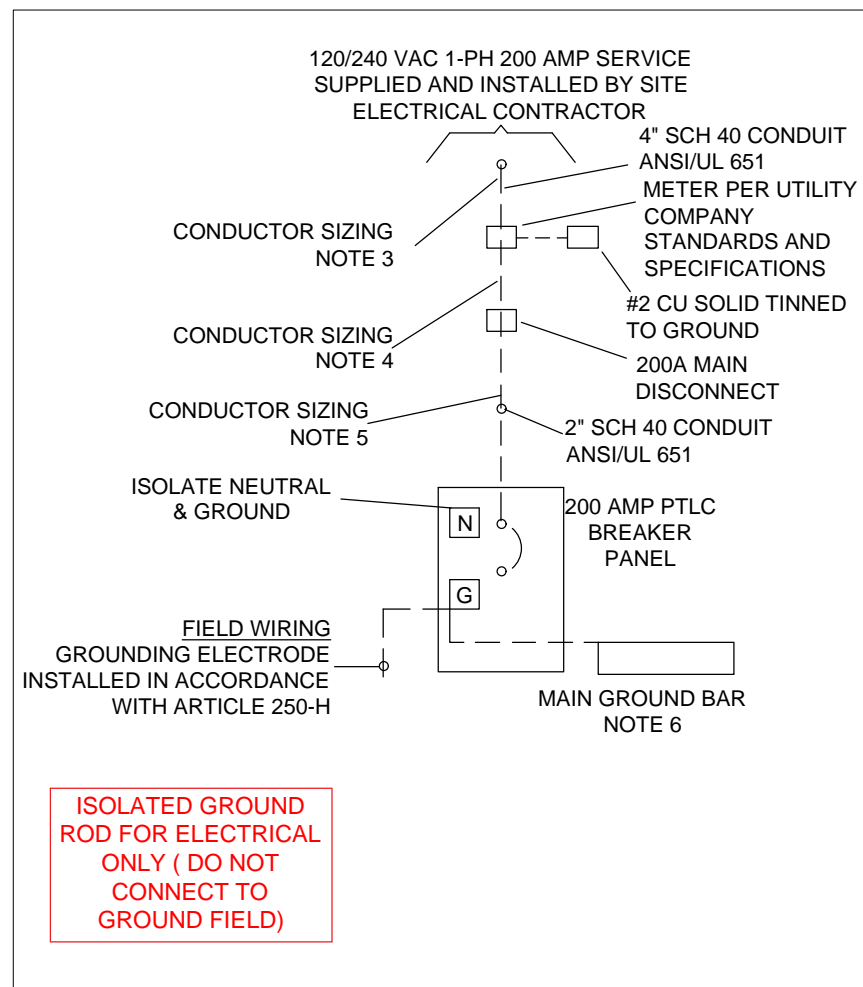 120/240 VAC 1-PH 200 AMP SERVICE
SUPPLIED AND INSTALLED BY SITE
ELECTRICAL CONTRACTOR
4" SCH 40 CONDUIT
ANSI/UL 651
METER PER UTILITY
COMPANY
STANDARDS AND
SPECIFICATIONS
CONDUCTOR SIZING
NOTE 3
#2 CU SOLID TINNED
TO GROUND
CONDUCTOR SIZING
NOTE 4
200A MAIN
DISCONNECT
CONDUCTOR SIZING
NOTE 5
2" SCH 40 CONDUIT
ANSI/UL 651
ISOLATE NEUTRAL
& GROUND
N
200 AMP PTLC
BREAKER
PANEL
G
FIELD WIRING
GROUNDING ELECTRODE
INSTALLED IN ACCORDANCE
WITH ARTICLE 250-H
MAIN GROUND BAR
NOTE 6
ISOLATED GROUND
ROD FOR ELECTRICAL
ONLY ( DO NOT
CONNECT TO
GROUND FIELD)